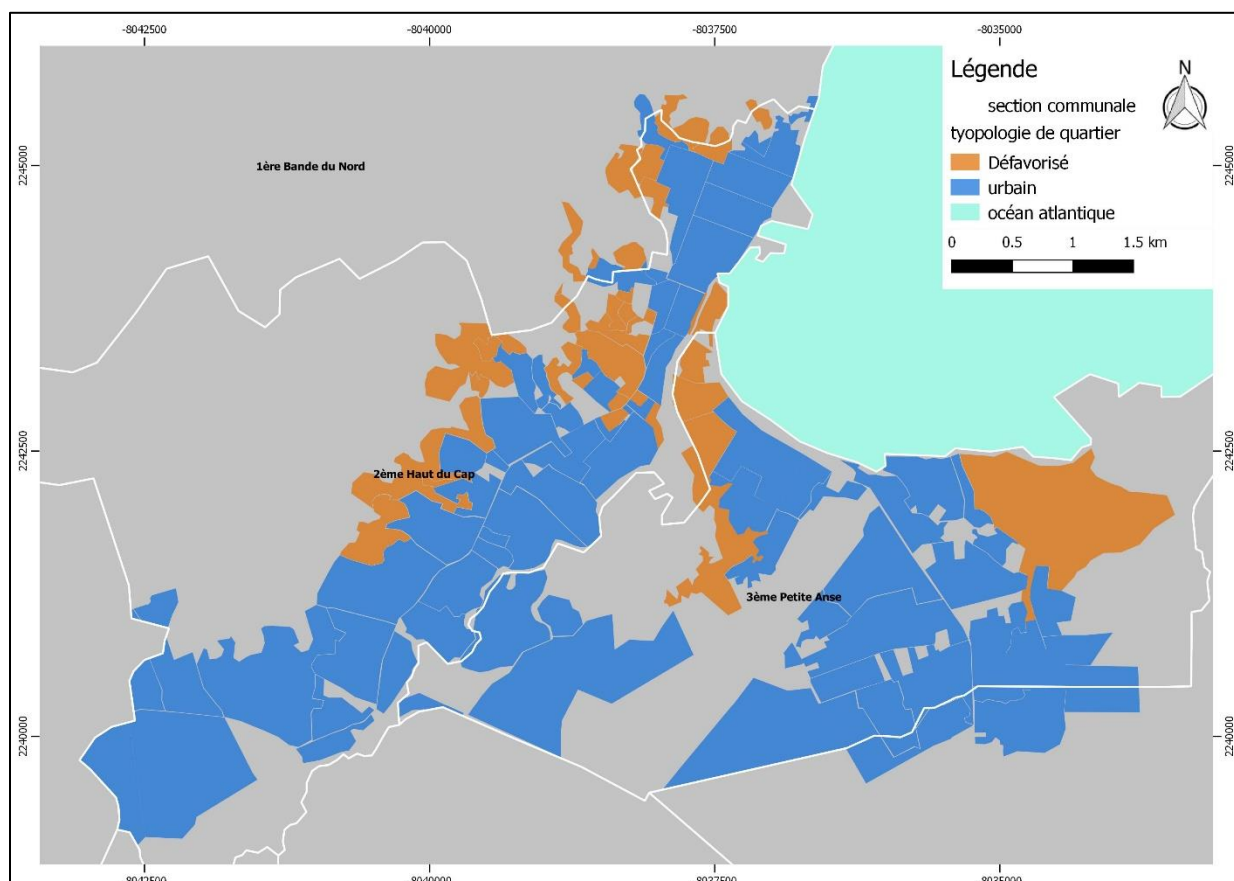 -8042500 -8040000 -8037500 -8035000
Légende
N
section communale
tyopologie de quartier
Défavorisé
urbain
océan atlantique
0 0.5 1 1.5 km
2245000 2245000
1ère Bande du Nord
2242500 2242500
2ème Haut du Cap
3ème Petite Anse
2240000 2240000
-8042500 -8040000 -8037500 -8035000